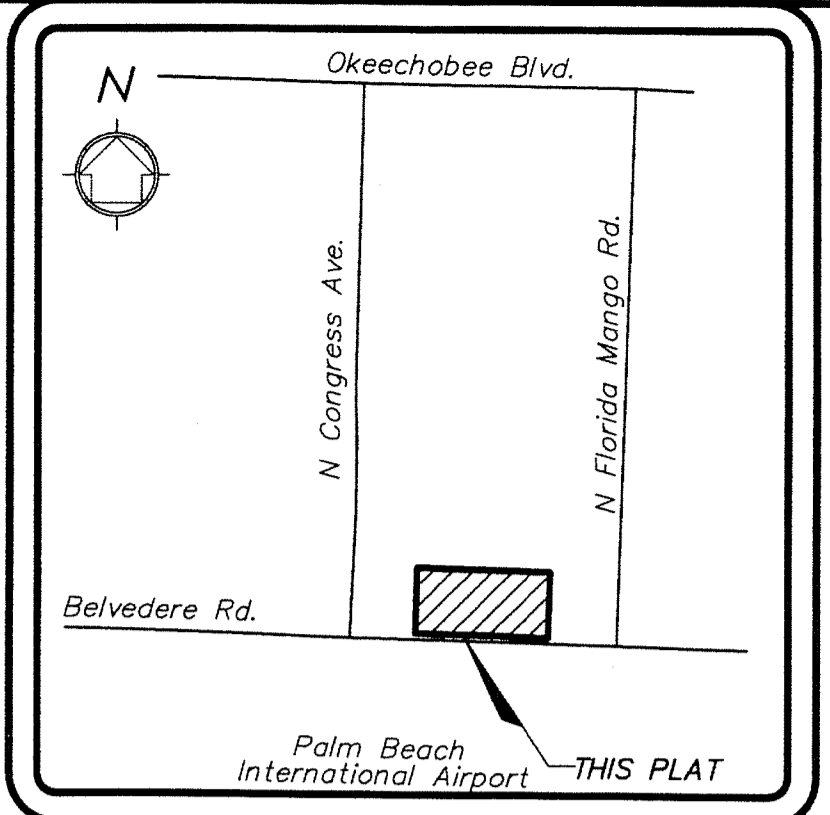 Okeechobee Blvd.
N
N Congress Ave.
N Florida Mango Rd.
Belvedere Rd.
Palm Beach
International Airport
THIS PLAT